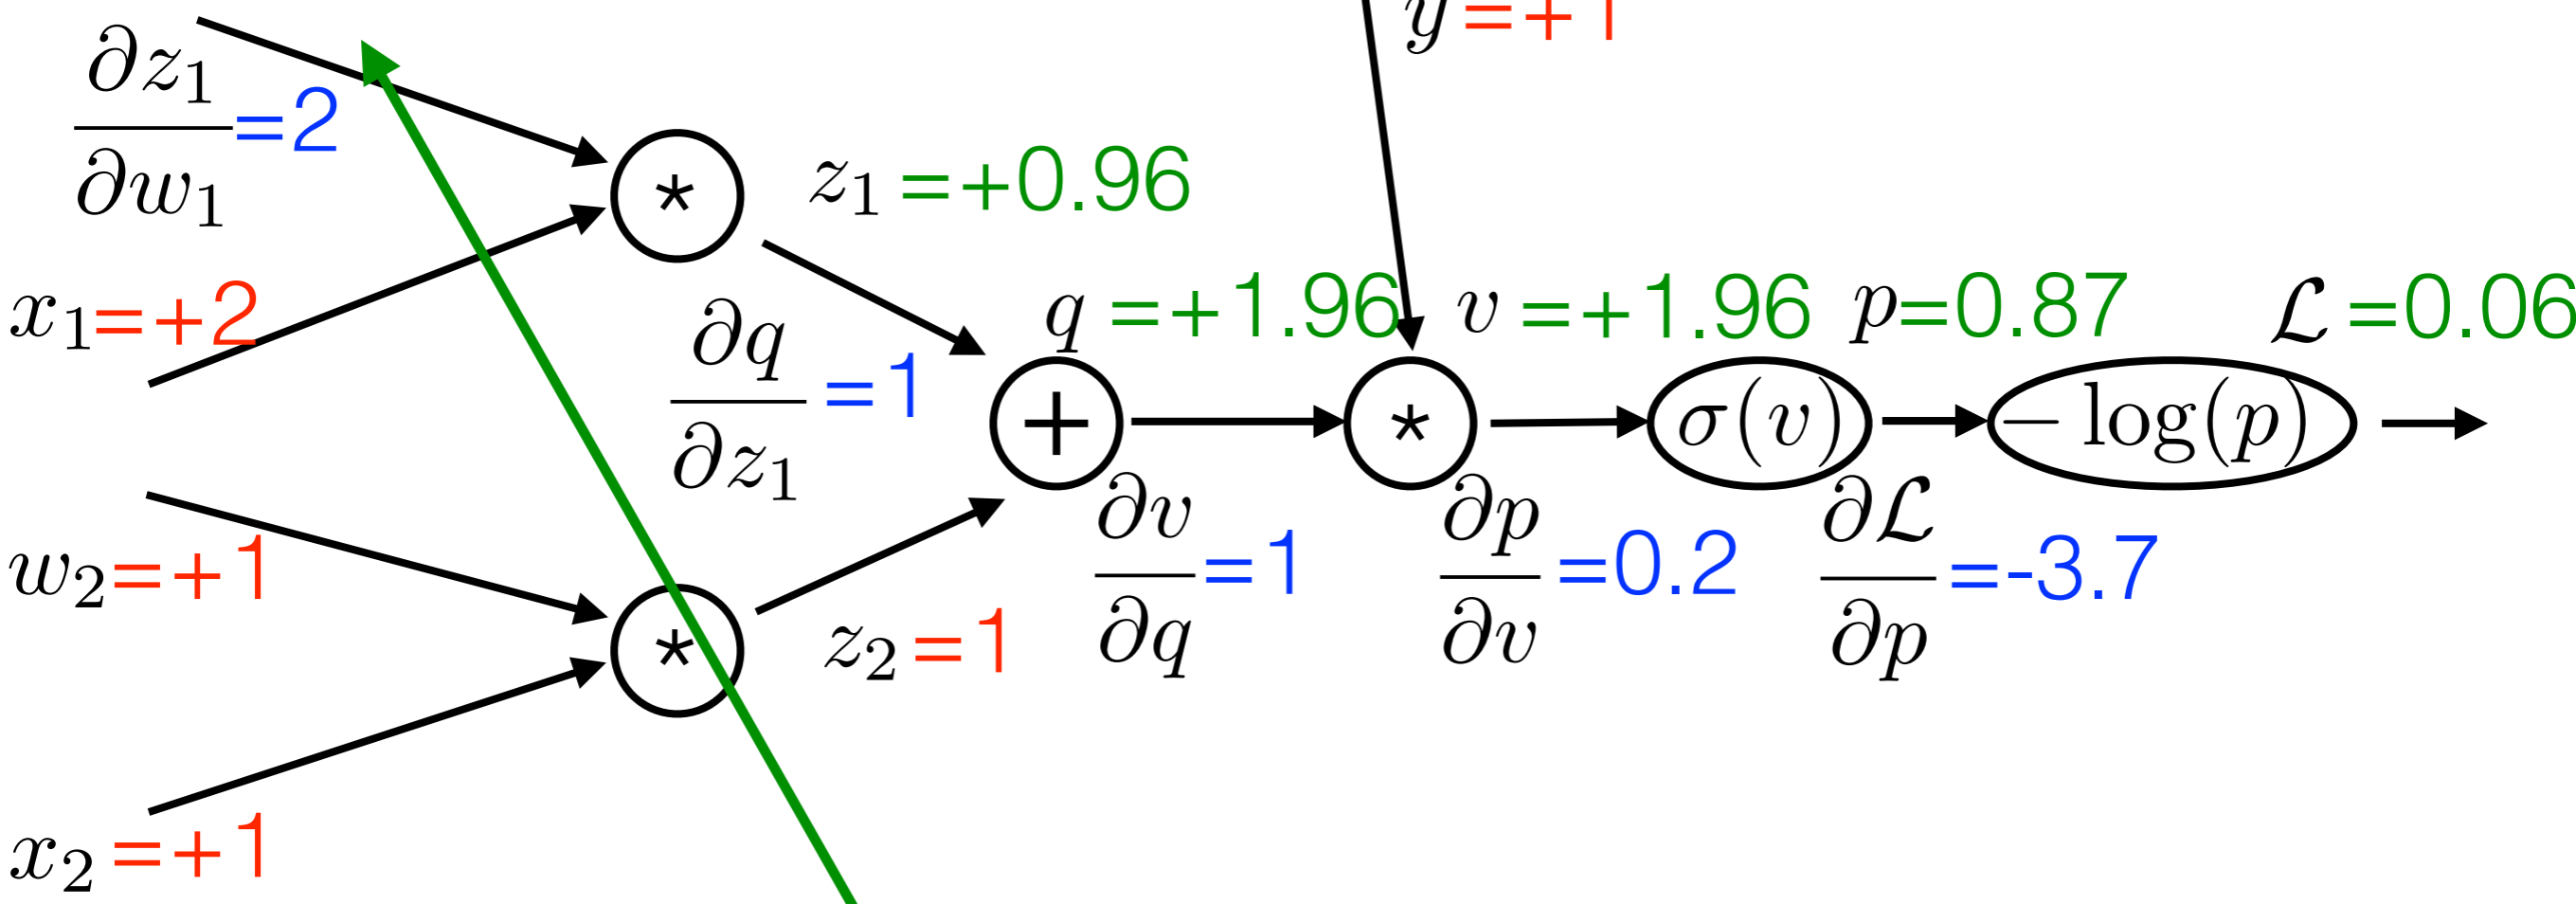 y=+1
∂z₁/∂w₁=2
*
z₁=+0.96
x₁=+2
∂q/∂z₁=1
q=+1.96
v=+1.96
p=0.87
ℒ=0.06
+
*
σ(v)
− log(p)
w₂=+1
*
z₂=1
∂v/∂q=1
∂p/∂v=0.2
∂ℒ/∂p=-3.7
x₂=+1